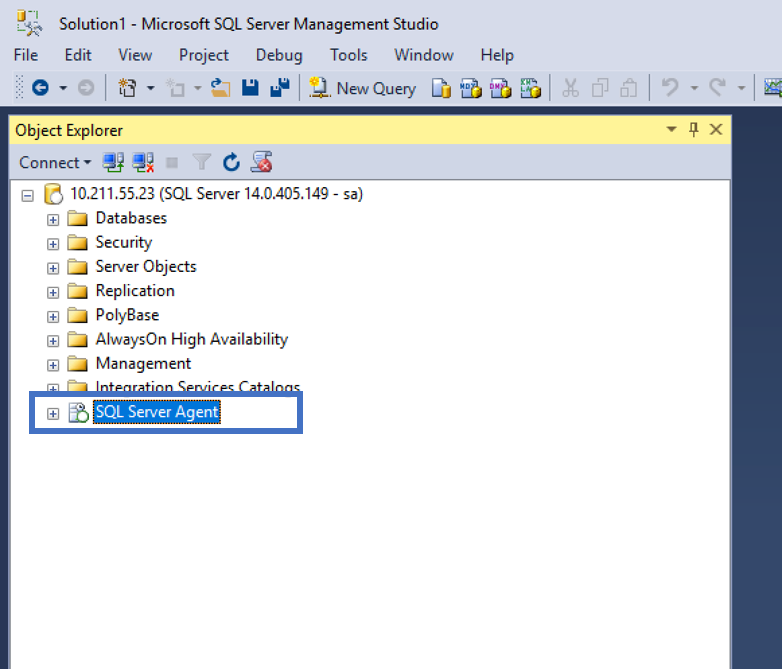 Solution1 - Microsoft SQL Server Management Studio
File Edit View Project Debug Tools Window Help
New Query
Object Explorer
Connect
10.211.55.23 (SQL Server 14.0.405.149 - sa)
Databases
Security
Server Objects
Replication
PolyBase
AlwaysOn High Availability
Management
Integration Services Catalogs
SQL Server Agent